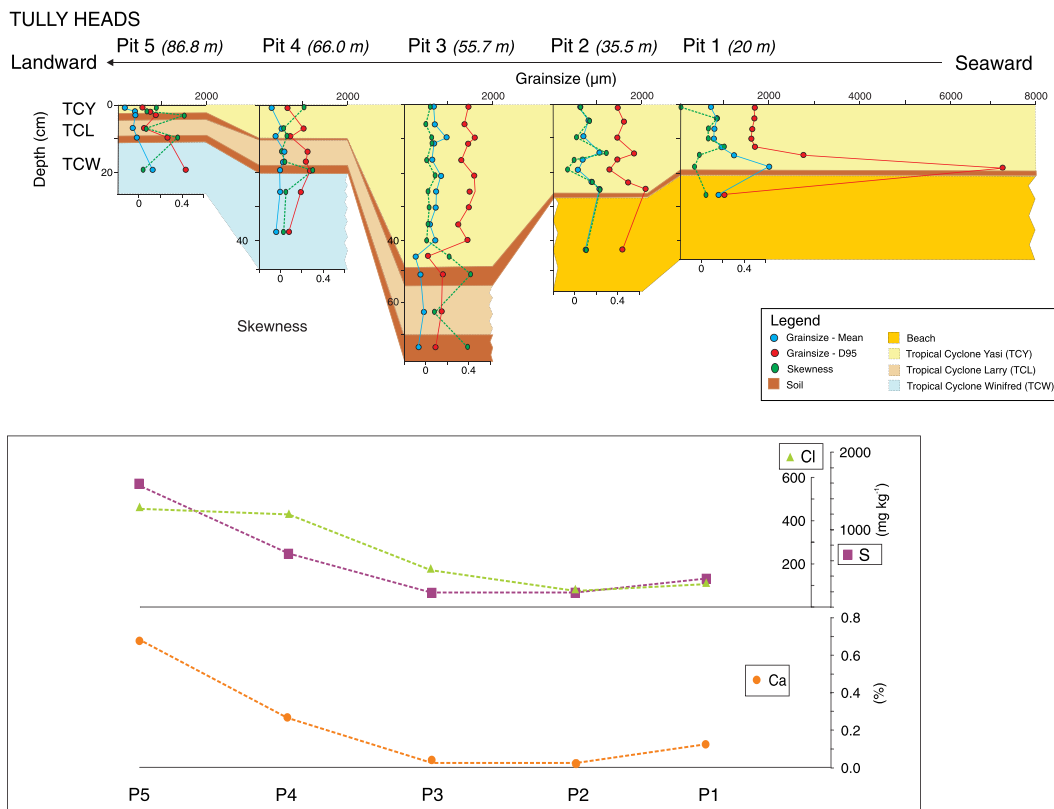 TULLY HEADS
Pit 5 (86.8 m) Pit 4 (66.0 m) Pit 3 (55.7 m) Pit 2 (35.5 m) Pit 1 (20 m)
Landward Seaward
Grainsize (µm)
0 2000 2000 2000 2000 2000 4000 6000 8000
TCY
TCL
TCW
Depth (cm)
20
40
60
0 0.4
0 0.4
0 0.4
0 0.4
0 0.4
Skewness
Legend
Grainsize - Mean
Grainsize - D95
Skewness
Soil
Beach
Tropical Cyclone Yasi (TCY)
Tropical Cyclone Larry (TCL)
Tropical Cyclone Winifred (TCW)
Cl
S
600
400
200
2000
1000
(mg kg-1)
Ca
0.8
0.6
0.4
0.2
0.0
(%)
P5 P4 P3 P2 P1